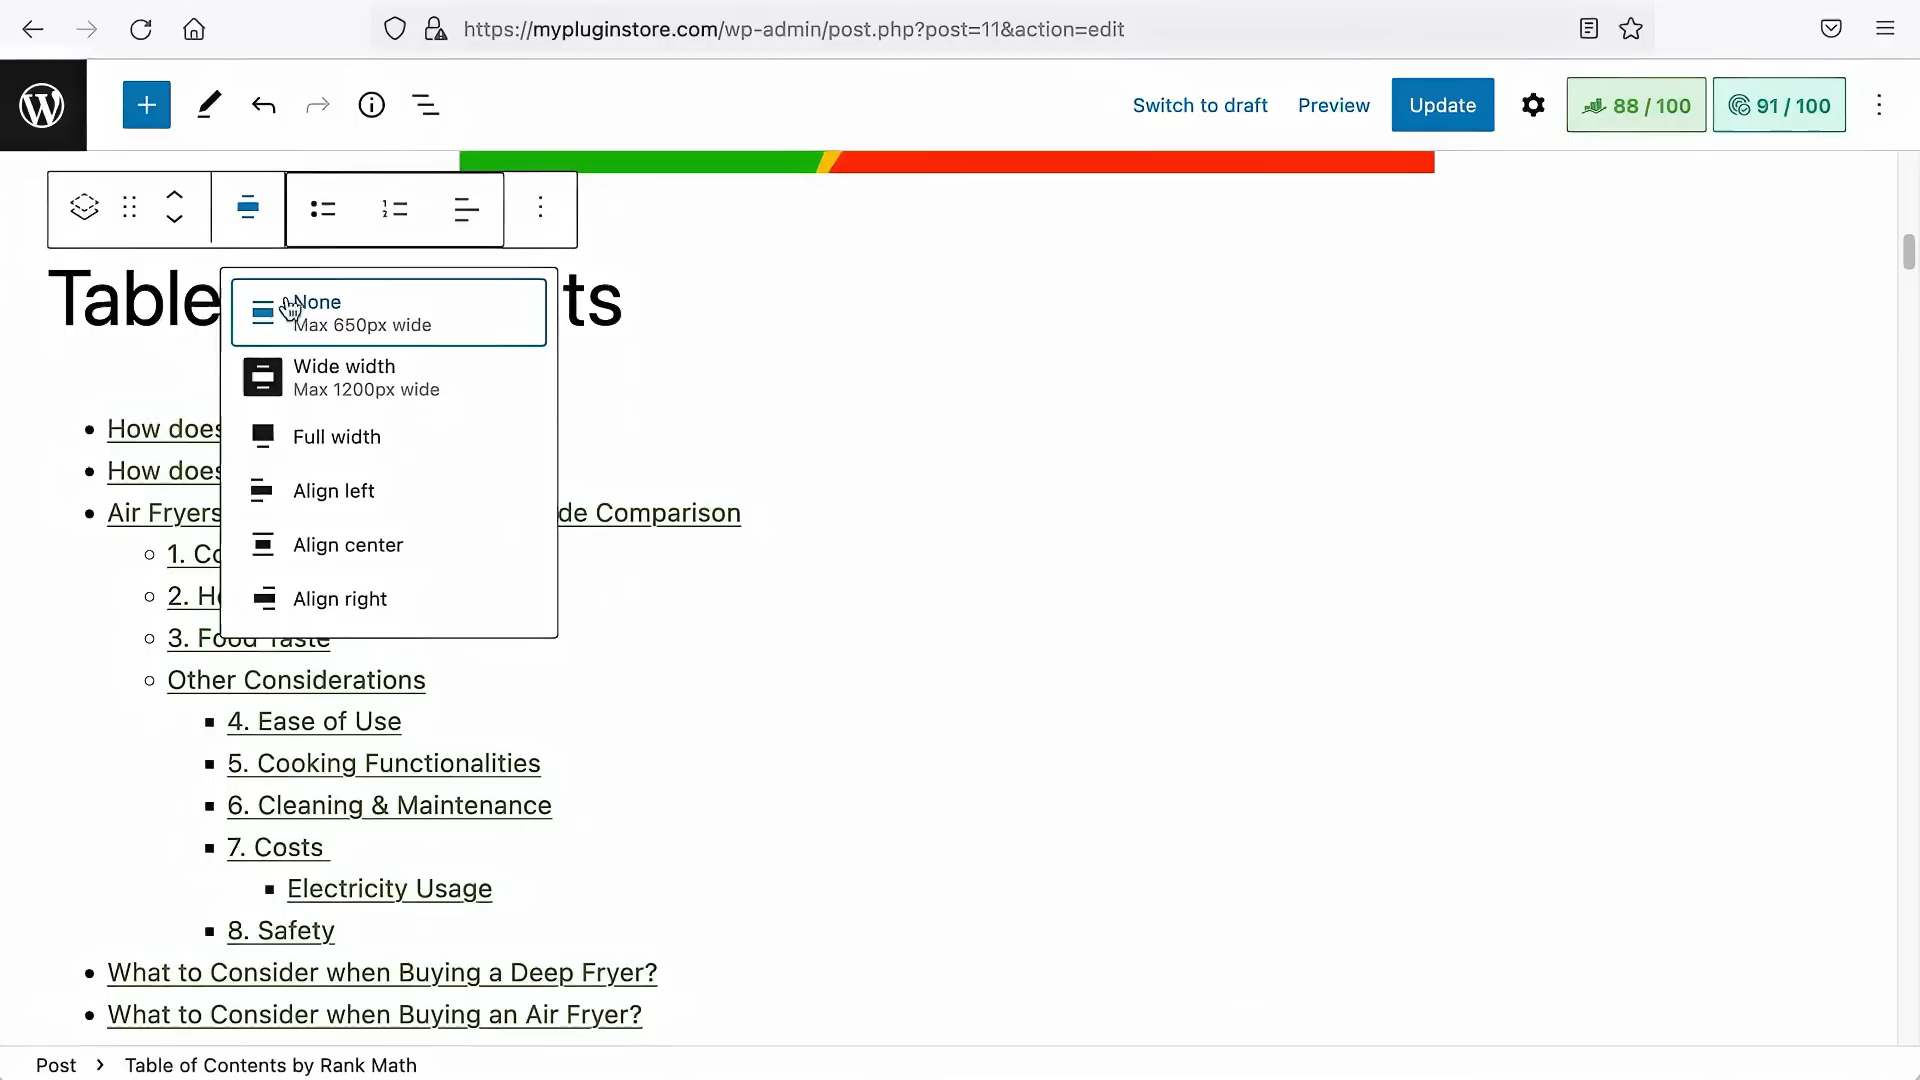 https://mypluginstore.com/wp-admin/post.php?post=11&action=edit
Switch to draft Preview Update 88 / 100 91 / 100
Table ts
None
Max 650px wide
Wide width
Max 1200px wide
Full width
Align left
Align center
Align right
How does
How does
Air Fryers de Comparison
1. Co
2. He
3. Food Taste
Other Considerations
4. Ease of Use
5. Cooking Functionalities
6. Cleaning & Maintenance
7. Costs
Electricity Usage
8. Safety
What to Consider when Buying a Deep Fryer?
What to Consider when Buying an Air Fryer?
Post > Table of Contents by Rank Math